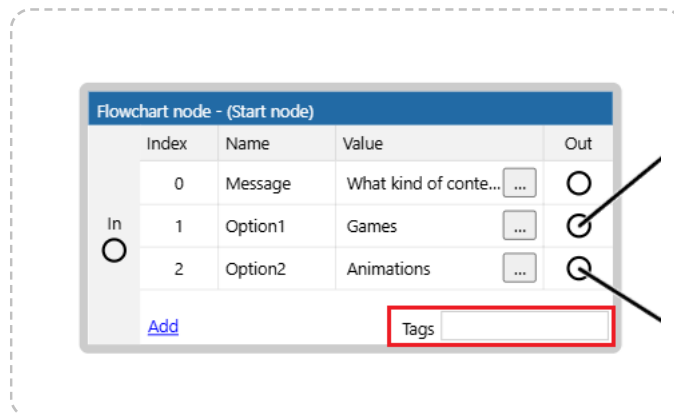 Flowchart node - (Start node)
Index Name Value Out
0 Message What kind of conte... ...
In
1 Option1 Games ...
2 Option2 Animations ...
Add Tags